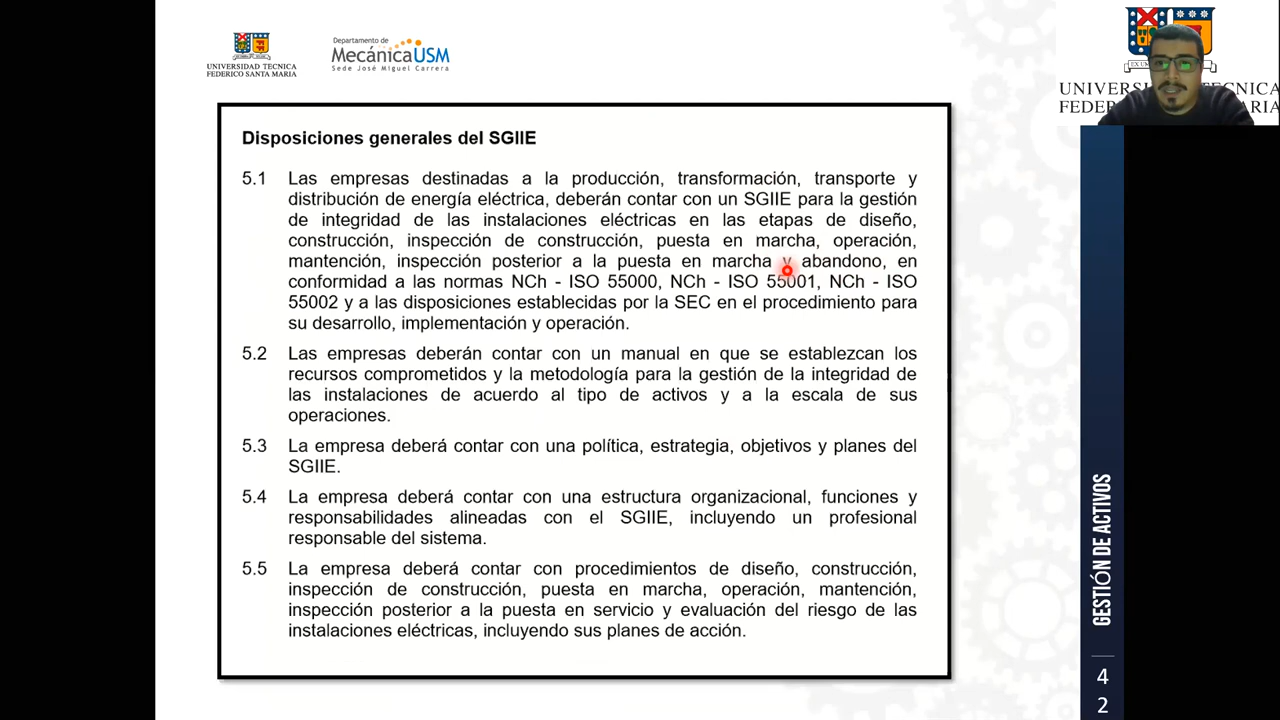 UNIVERSIDAD TECNICA
FEDERICO SANTA MARIA
Departamento de
MecánicaUSM
Sede José Miguel Carrera
Disposiciones generales del SGIIE
5.1 Las empresas destinadas a la producción, transformación, transporte y
distribución de energía eléctrica, deberán contar con un SGIIE para la gestión
de integridad de las instalaciones eléctricas en las etapas de diseño,
construcción, inspección de construcción, puesta en marcha, operación,
mantención, inspección posterior a la puesta en marcha y abandono, en
conformidad a las normas NCh - ISO 55000, NCh - ISO 55001, NCh - ISO
55002 y a las disposiciones establecidas por la SEC en el procedimiento para
su desarrollo, implementación y operación.
5.2 Las empresas deberán contar con un manual en que se establezcan los
recursos comprometidos y la metodología para la gestión de la integridad de
las instalaciones de acuerdo al tipo de activos y a la escala de sus
operaciones.
5.3 La empresa deberá contar con una política, estrategia, objetivos y planes del
SGIIE.
5.4 La empresa deberá contar con una estructura organizacional, funciones y
responsabilidades alineadas con el SGIIE, incluyendo un profesional
responsable del sistema.
5.5 La empresa deberá contar con procedimientos de diseño, construcción,
inspección de construcción, puesta en marcha, operación, mantención,
inspección posterior a la puesta en servicio y evaluación del riesgo de las
instalaciones eléctricas, incluyendo sus planes de acción.
GESTIÓN DE ACTIVOS
4
2